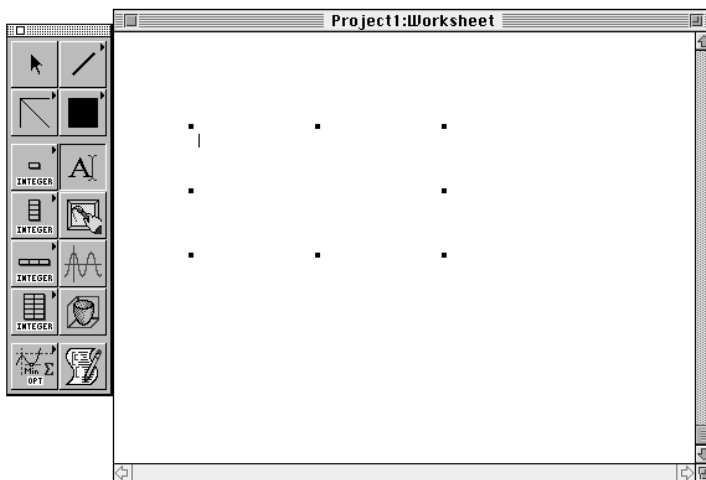 Project1:Worksheet
INTEGER
A
INTEGER
INTEGER
INTEGER
Min Σ
OPT